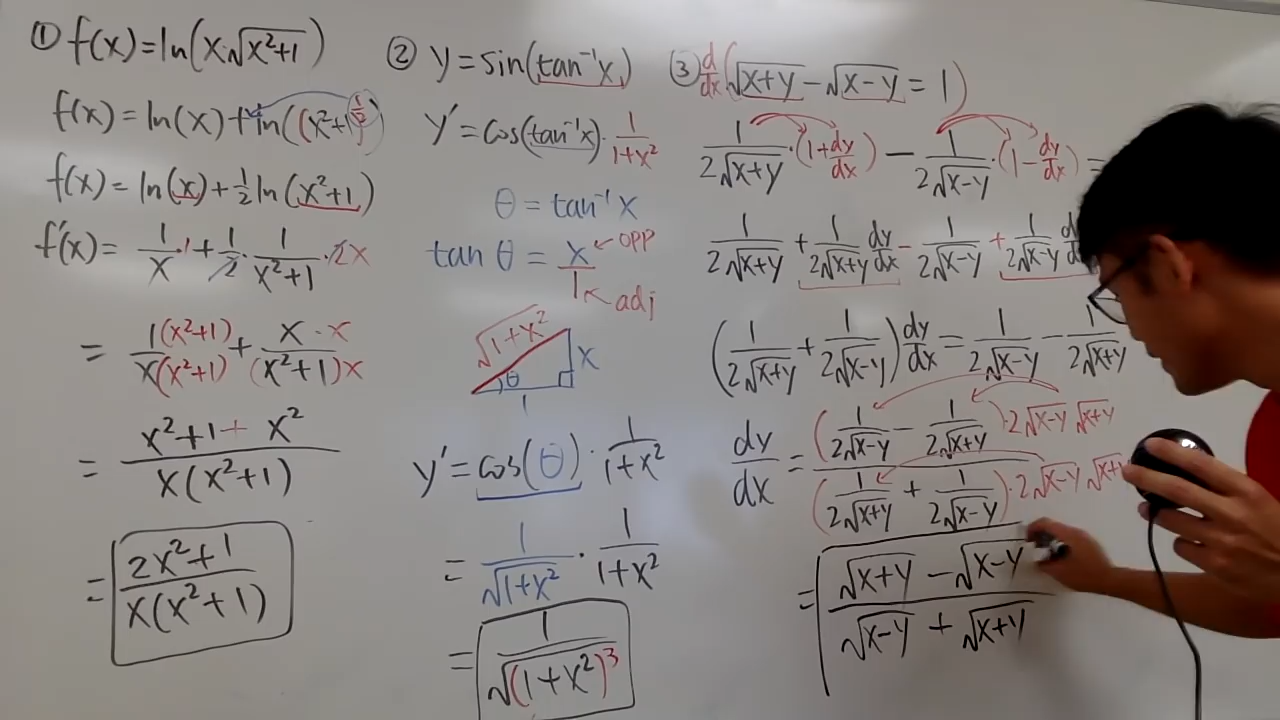 ① f(x)=ln(x√(x²+1))
f(x)=ln(x)+ln((x²+1)^(1/2))
f(x)=ln(x)+1/2 ln(x²+1)
f'(x)= 1/x · 1 + 1/2 · 1/(x²+1) · 2x
= 1(x²+1)/x(x²+1) + x · x/(x²+1)x
= (x²+1+x²)/(x(x²+1))
= (2x²+1)/(x(x²+1))
② y=sin(tan⁻¹x)
y'=cos(tan⁻¹x) · 1/(1+x²)
θ = tan⁻¹x
tan θ = x/1 ← opp
← adj
√(1+x²)
x
θ
1
y'=cos(θ) · 1/(1+x²)
= 1/√(1+x²) · 1/(1+x²)
= 1/√((1+x²)³)
③ d/dx(√(x+y) − √(x−y) = 1)
1/(2√(x+y)) · (1+dy/dx) − 1/(2√(x−y)) · (1−dy/dx) =
1/(2√(x+y)) + 1/(2√(x+y)) dy/dx − 1/(2√(x−y)) + 1/(2√(x−y))
(1/(2√(x+y)) + 1/(2√(x−y))) dy/dx = 1/(2√(x−y)) − 1/(2√(x+y))
dy/dx = (1/(2√(x−y)) − 1/(2√(x+y))) · 2√(x−y) √(x+y)
(1/(2√(x+y)) + 1/(2√(x−y))) · 2√(x−y) √(x+y)
= (√(x+y) − √(x−y))/(√(x−y) + √(x+y))